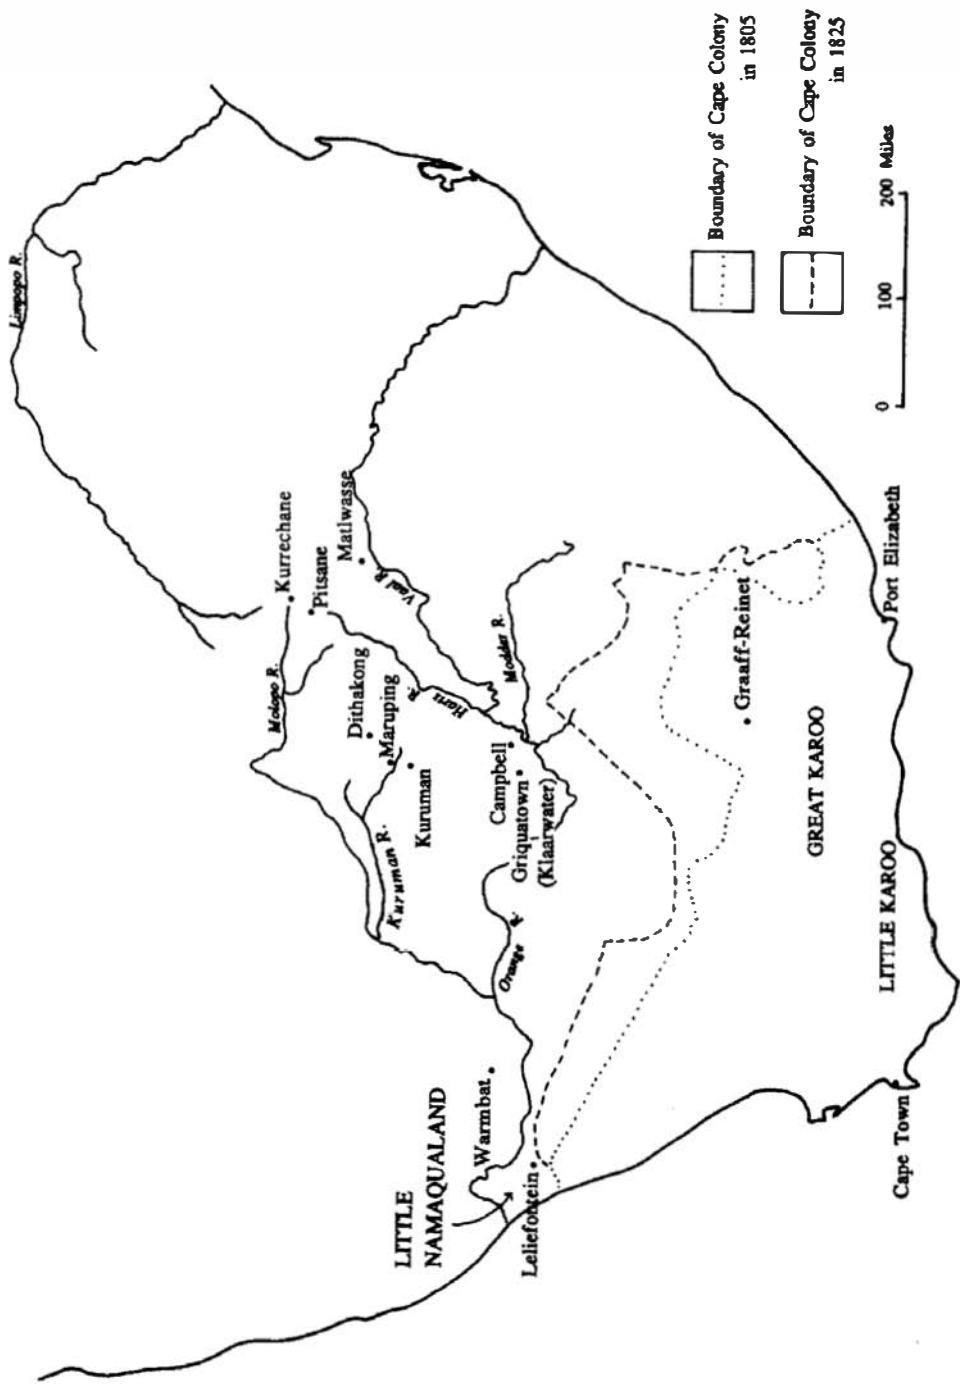 Limpopo R.
Kurrechane
Pitsane
Matlwasse
Molopo R.
Dithakong
Maruping
Vaal R.
Harts R.
Modder R.
Kuruman R.
Kuruman
Campbell
Griquatown
(Klaarwater)
Orange R.
LITTLE
NAMAQUALAND
Warmbat
Leliefontein
Graaff-Reinet
GREAT KAROO
LITTLE KAROO
Port Elizabeth
Cape Town
Boundary of Cape Colony
in 1805
Boundary of Cape Colony
in 1825
0 100 200 Miles